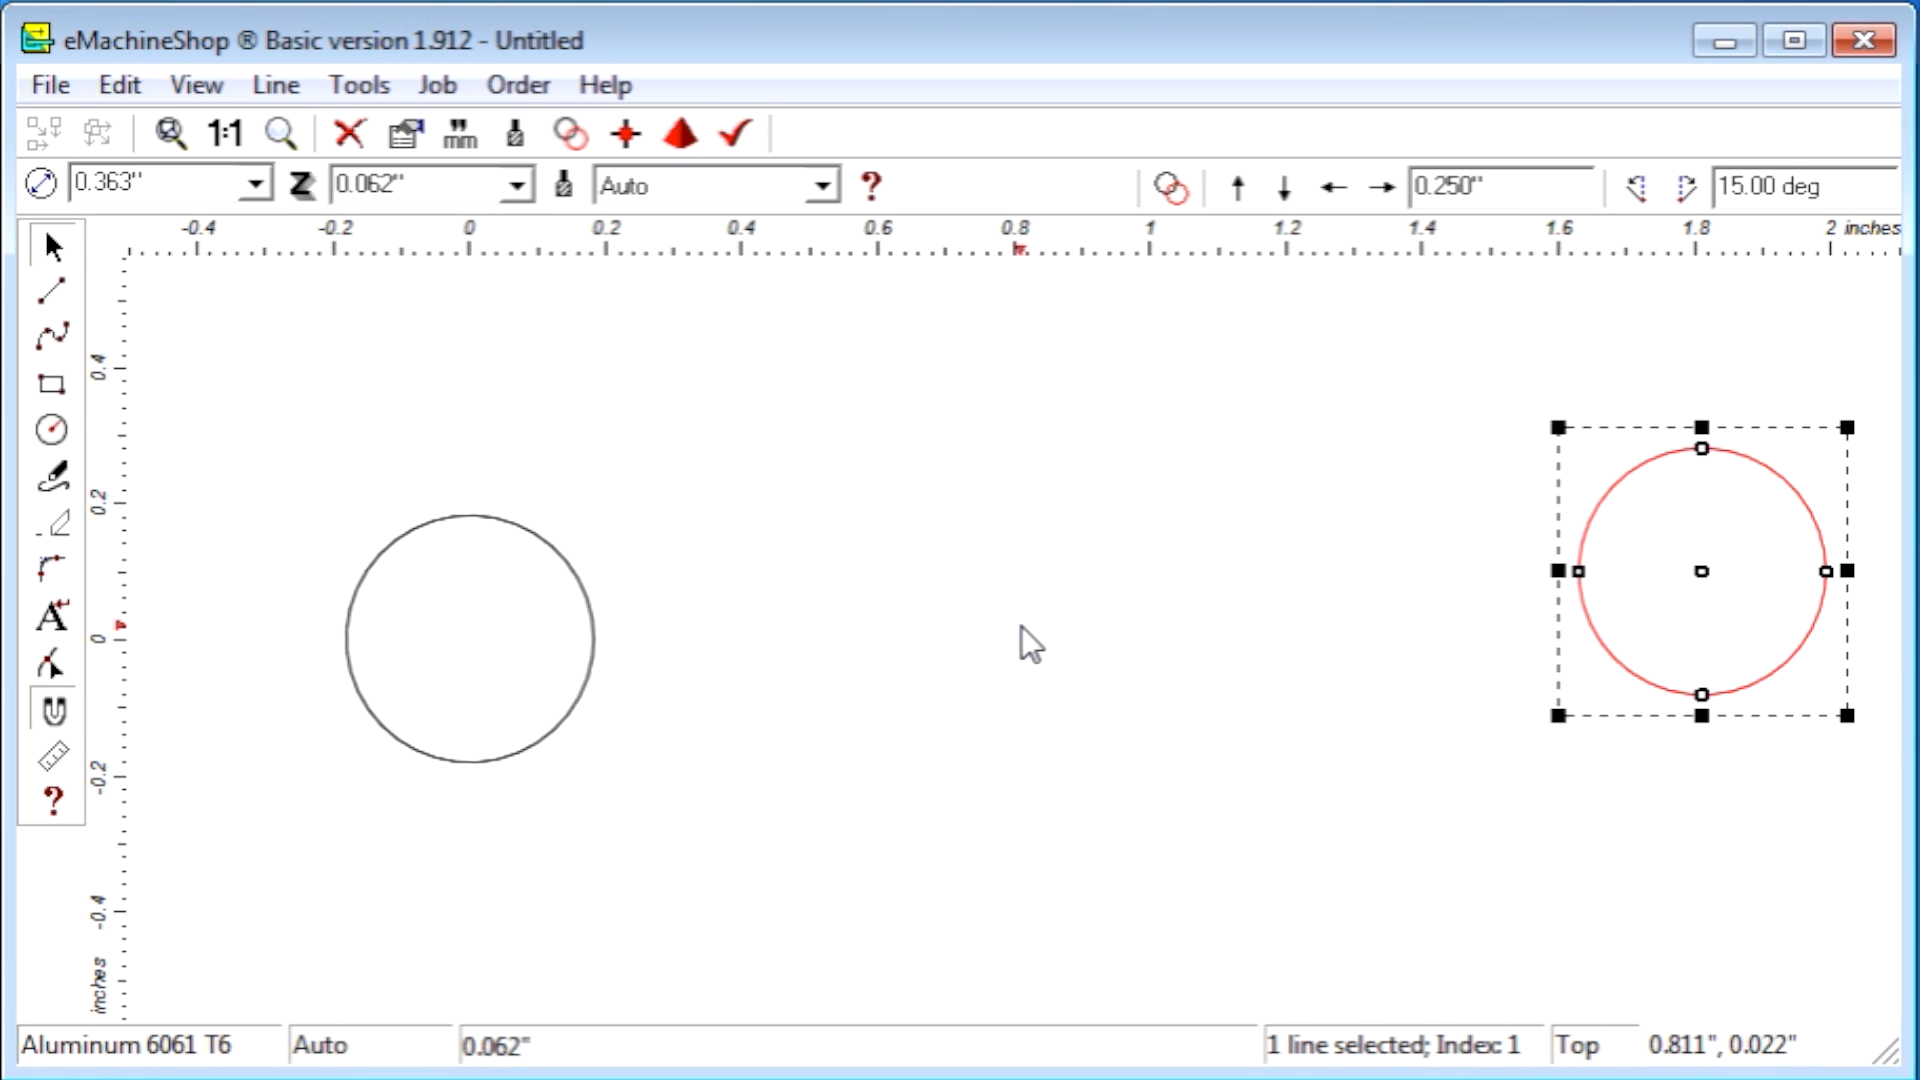 eMachineShop ® Basic version 1.912 - Untitled
File Edit View Line Tools Job Order Help
1:1 mm
0.363" Z 0.062" Auto ? 0.250" 15.00 deg
-0.4 -0.2 0 0.2 0.4 0.6 0.8 1 1.2 1.4 1.6 1.8 2 inches
0.4
0.2
A
0
-0.2
?
-0.4
inches
Aluminum 6061 T6 Auto 0.062" 1 line selected; Index 1 Top 0.811", 0.022"